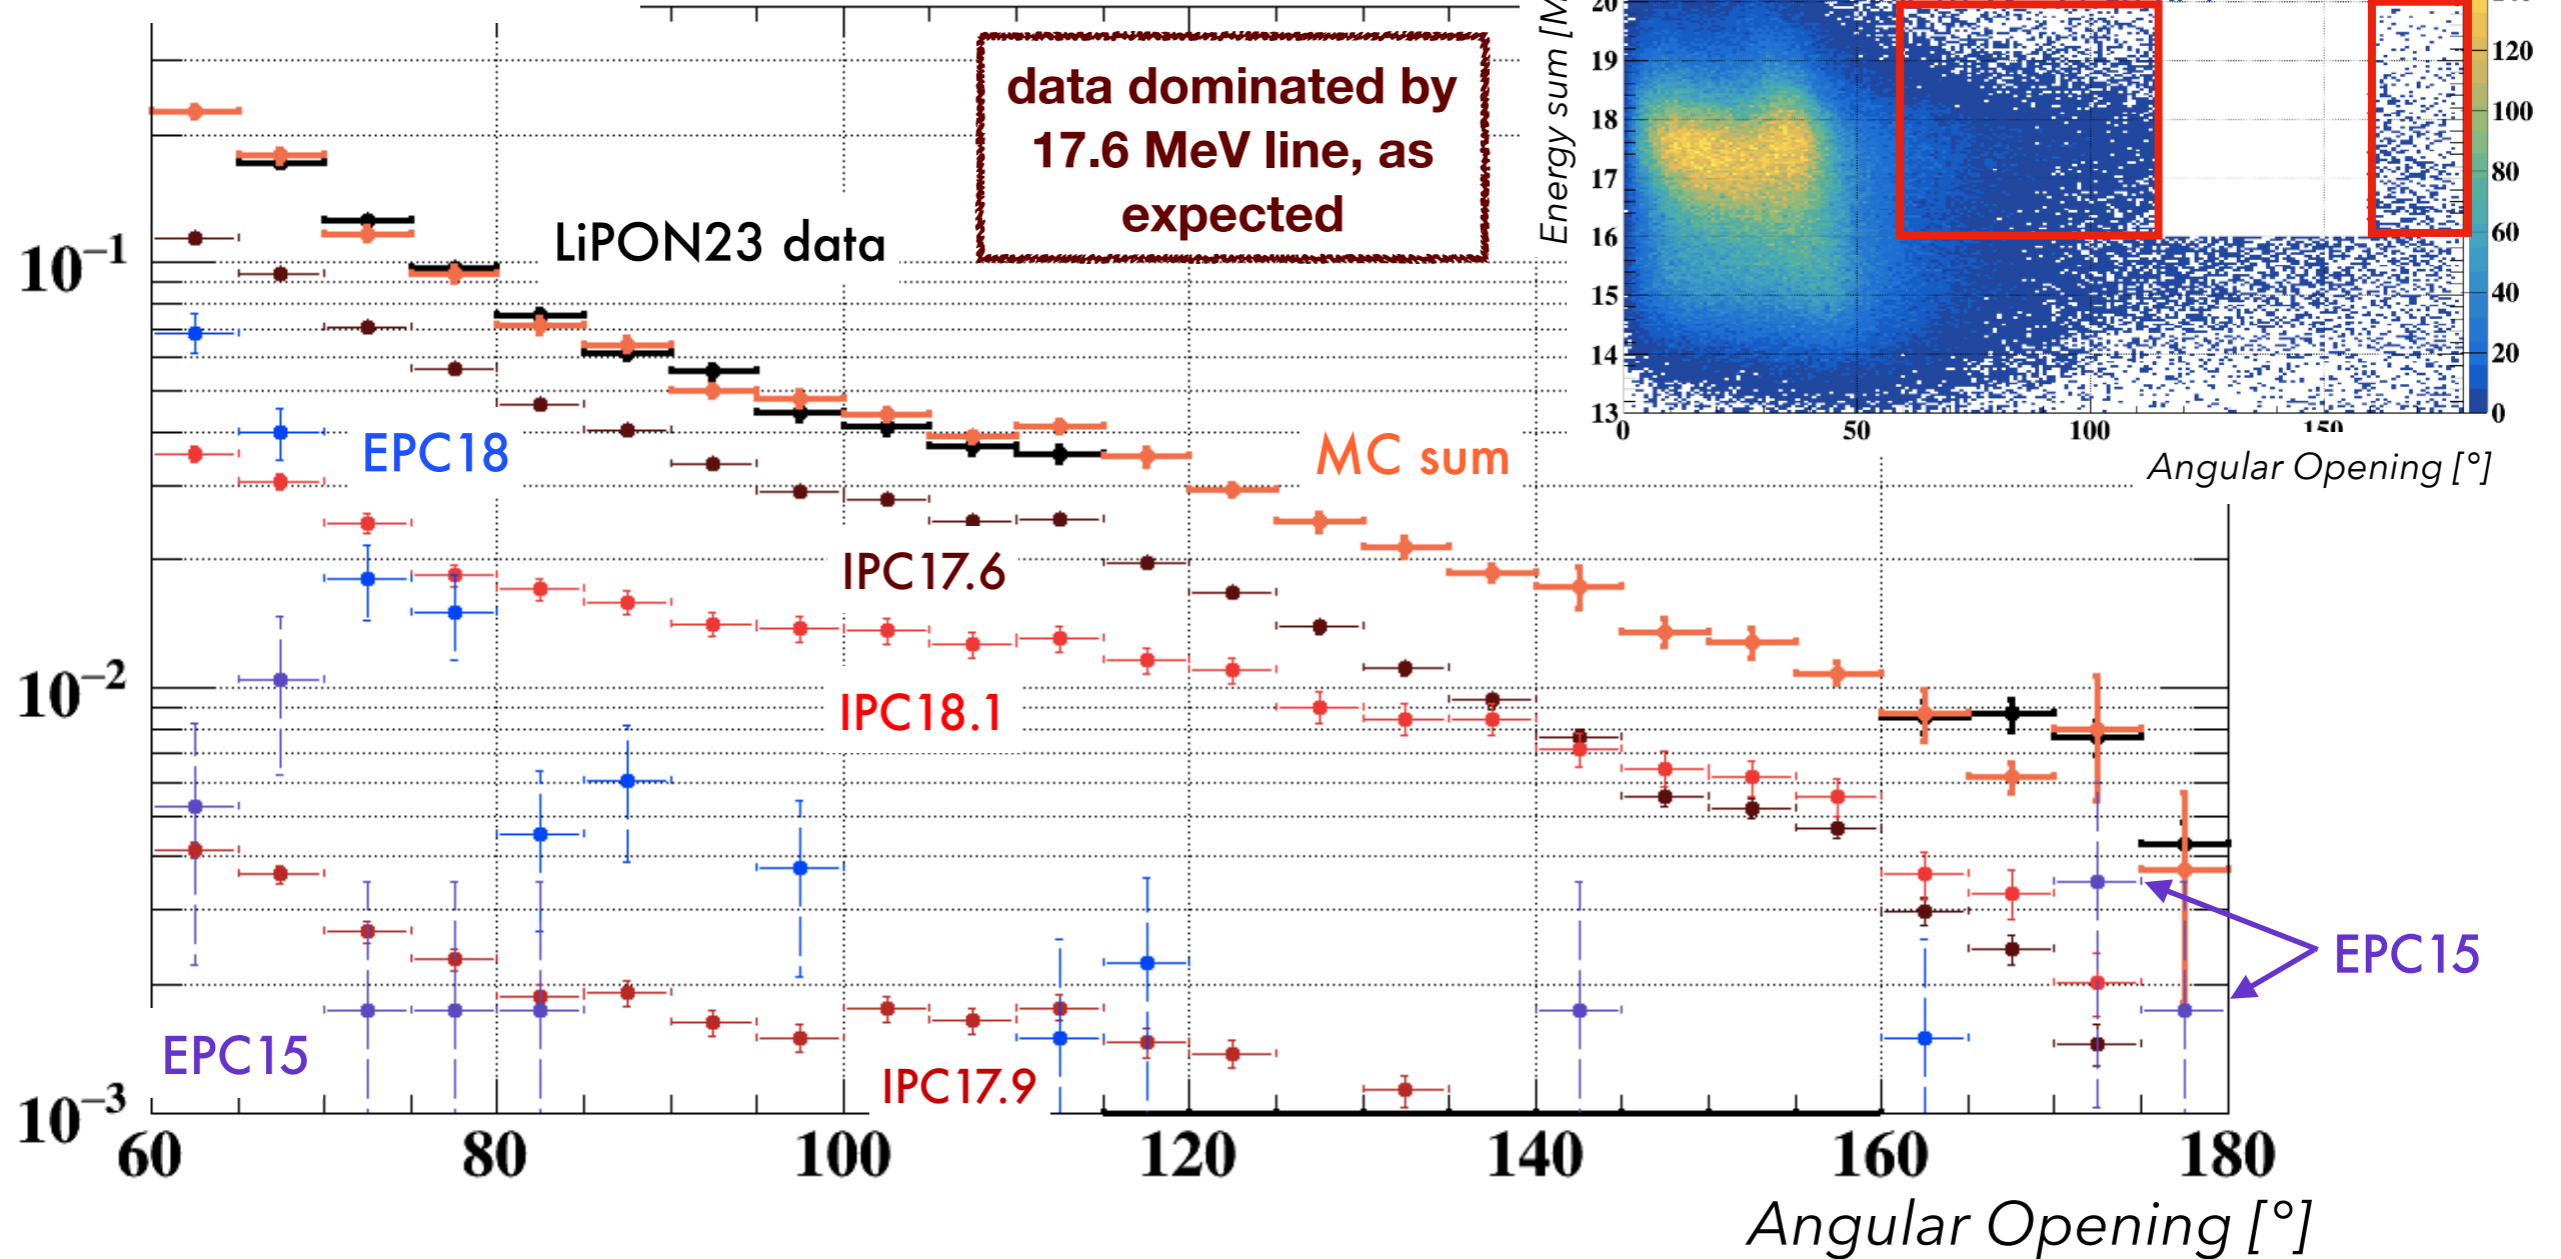 data dominated by
17.6 MeV line, as
expected
LiPON23 data
EPC18
MC sum
IPC17.6
IPC18.1
EPC15
IPC17.9
EPC15
10⁻¹
10⁻²
10⁻³
60 80 100 120 140 160 180
Angular Opening [°]
Energy sum [M
20
19
18
17
16
15
14
13
0 50 100 150
Angular Opening [°]
120
100
80
60
40
20
0